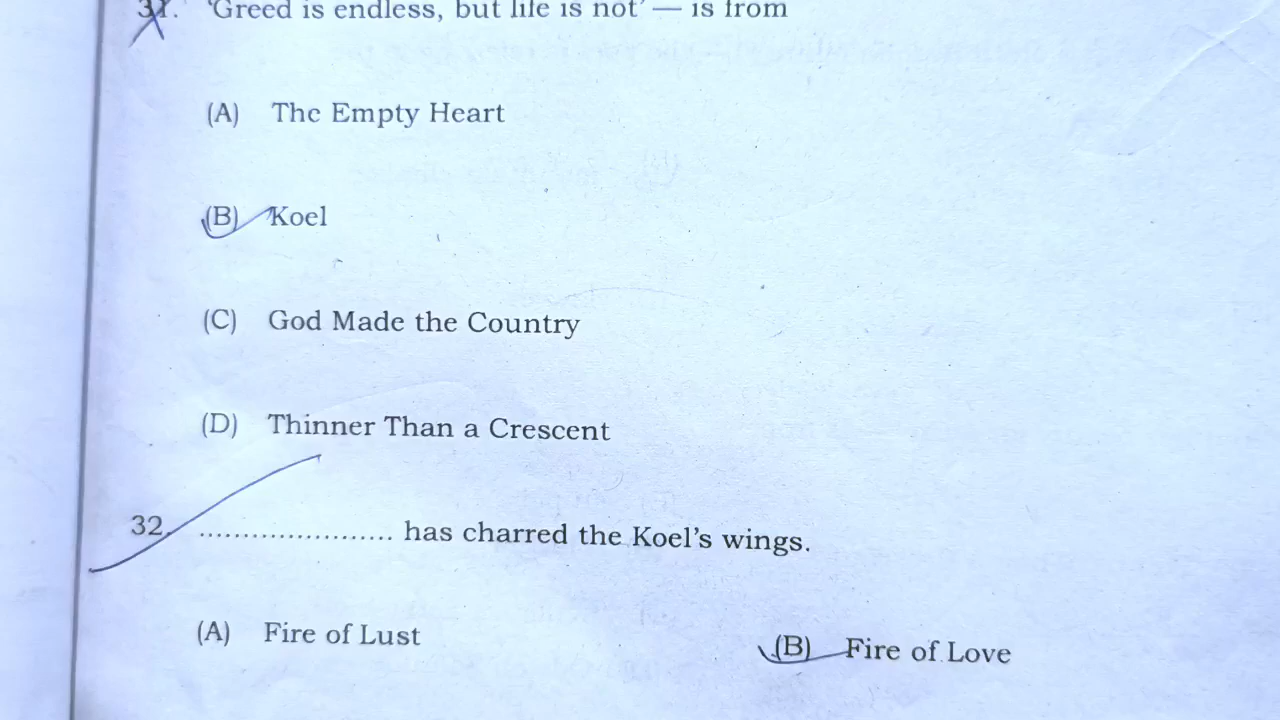 31. 'Greed is endless, but life is not' — is from
(A) The Empty Heart
(B) Koel
(C) God Made the Country
(D) Thinner Than a Crescent
32. ...................... has charred the Koel's wings.
(A) Fire of Lust (B) Fire of Love